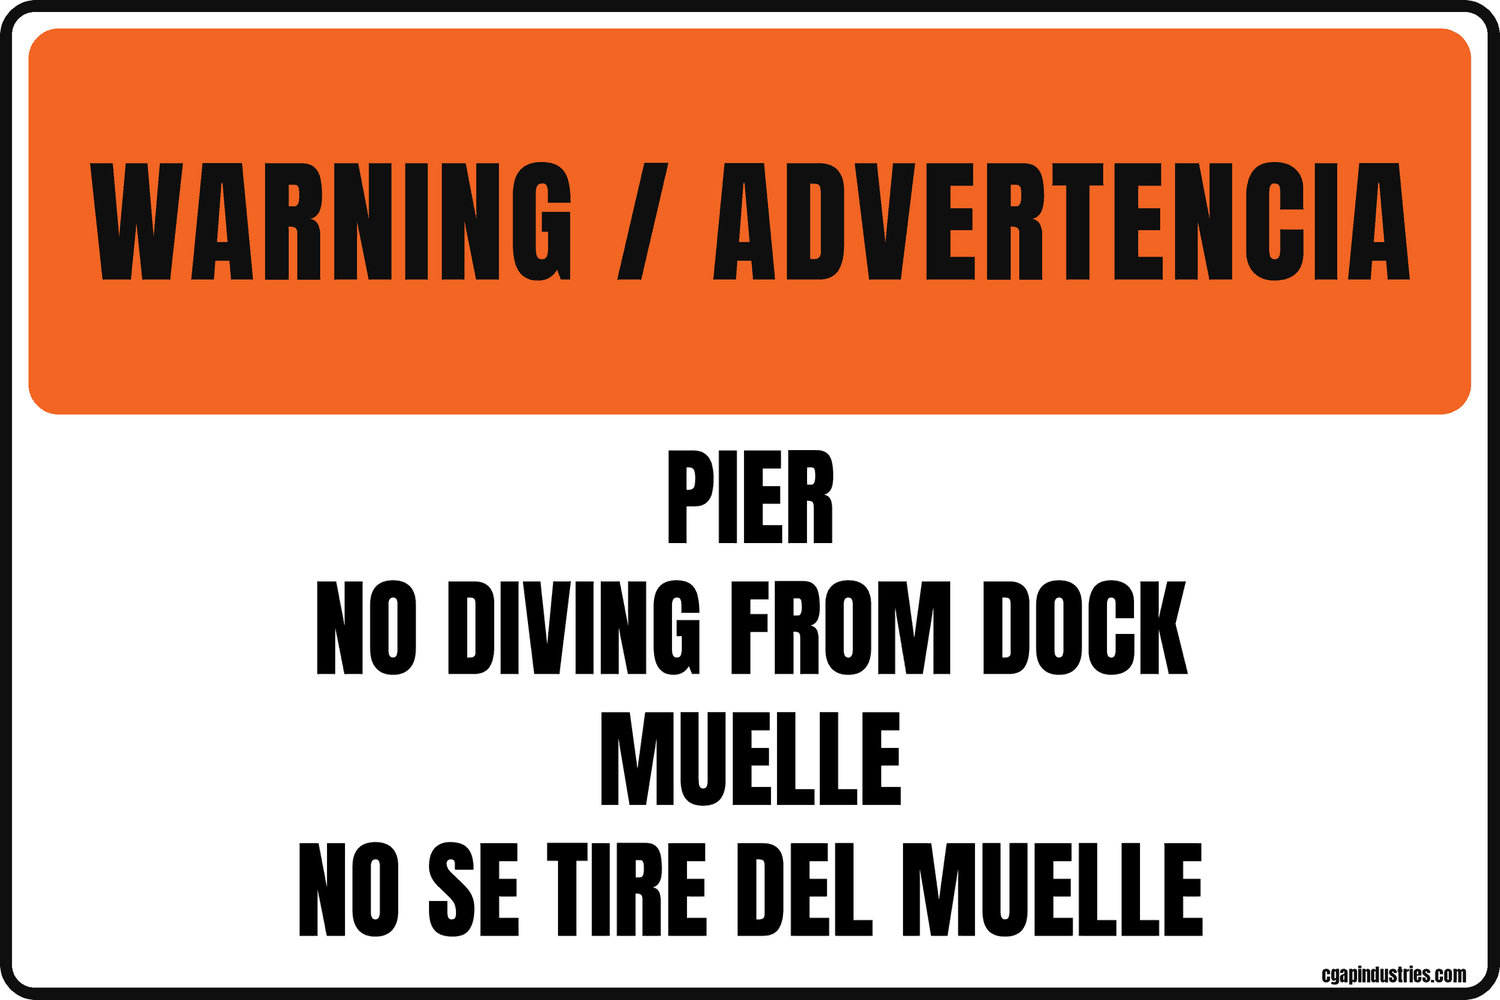 WARNING / ADVERTENCIA
PIER
NO DIVING FROM DOCK
MUELLE
NO SE TIRE DEL MUELLE
cgapindustries.com